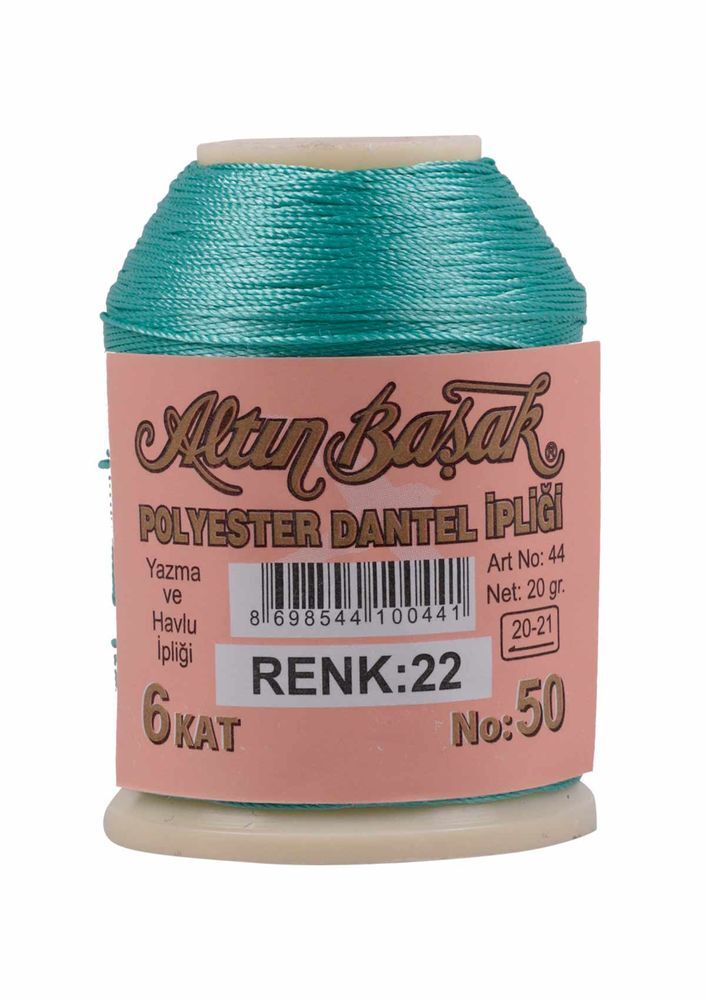 Altın Başak®
POLYESTER DANTEL İPLİĞİ
Yazma
ve
Havlu
İpliği
8 698544 100441
Art No: 44
Net: 20 gr.
20-21
RENK:22
6 KAT
No: 50